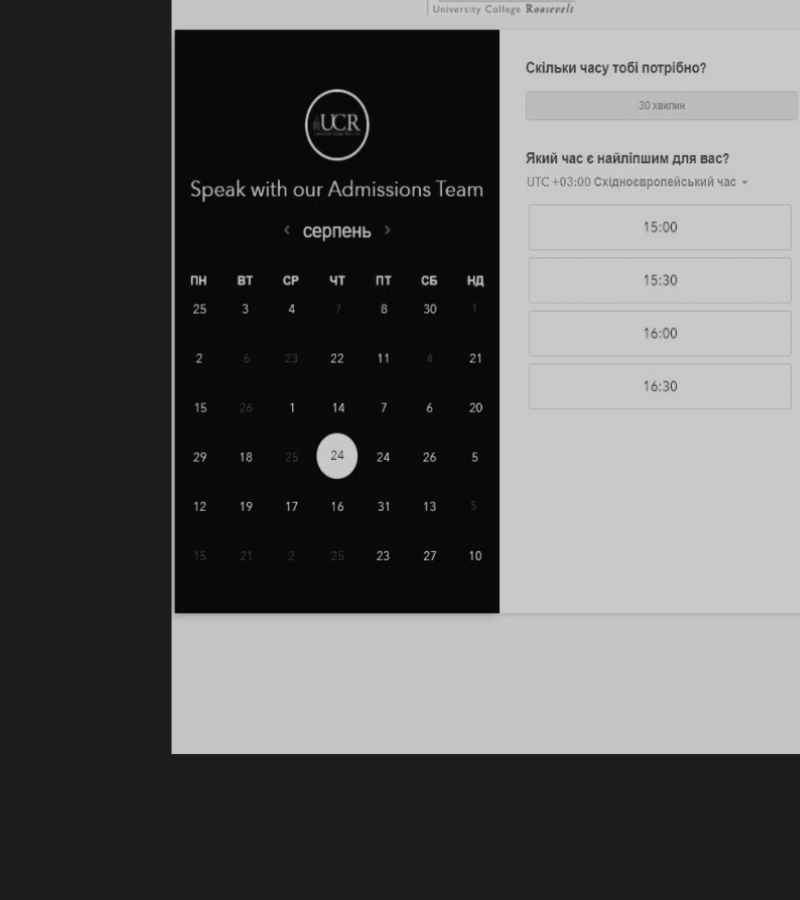 University College Roosevelt
UCR
Speak with our Admissions Team
серпень
ПН ВТ СР ЧТ ПТ СБ НД
25 3 4 7 8 30 1
2 6 23 22 11 4 21
15 26 1 14 7 6 20
29 18 25 24 24 26 5
12 19 17 16 31 13 5
15 21 2 25 23 27 10
Скільки часу тобі потрібно?
30 хвилин
Який час є найліпшим для вас?
UTC +03:00 Східноєвропейський час
15:00
15:30
16:00
16:30